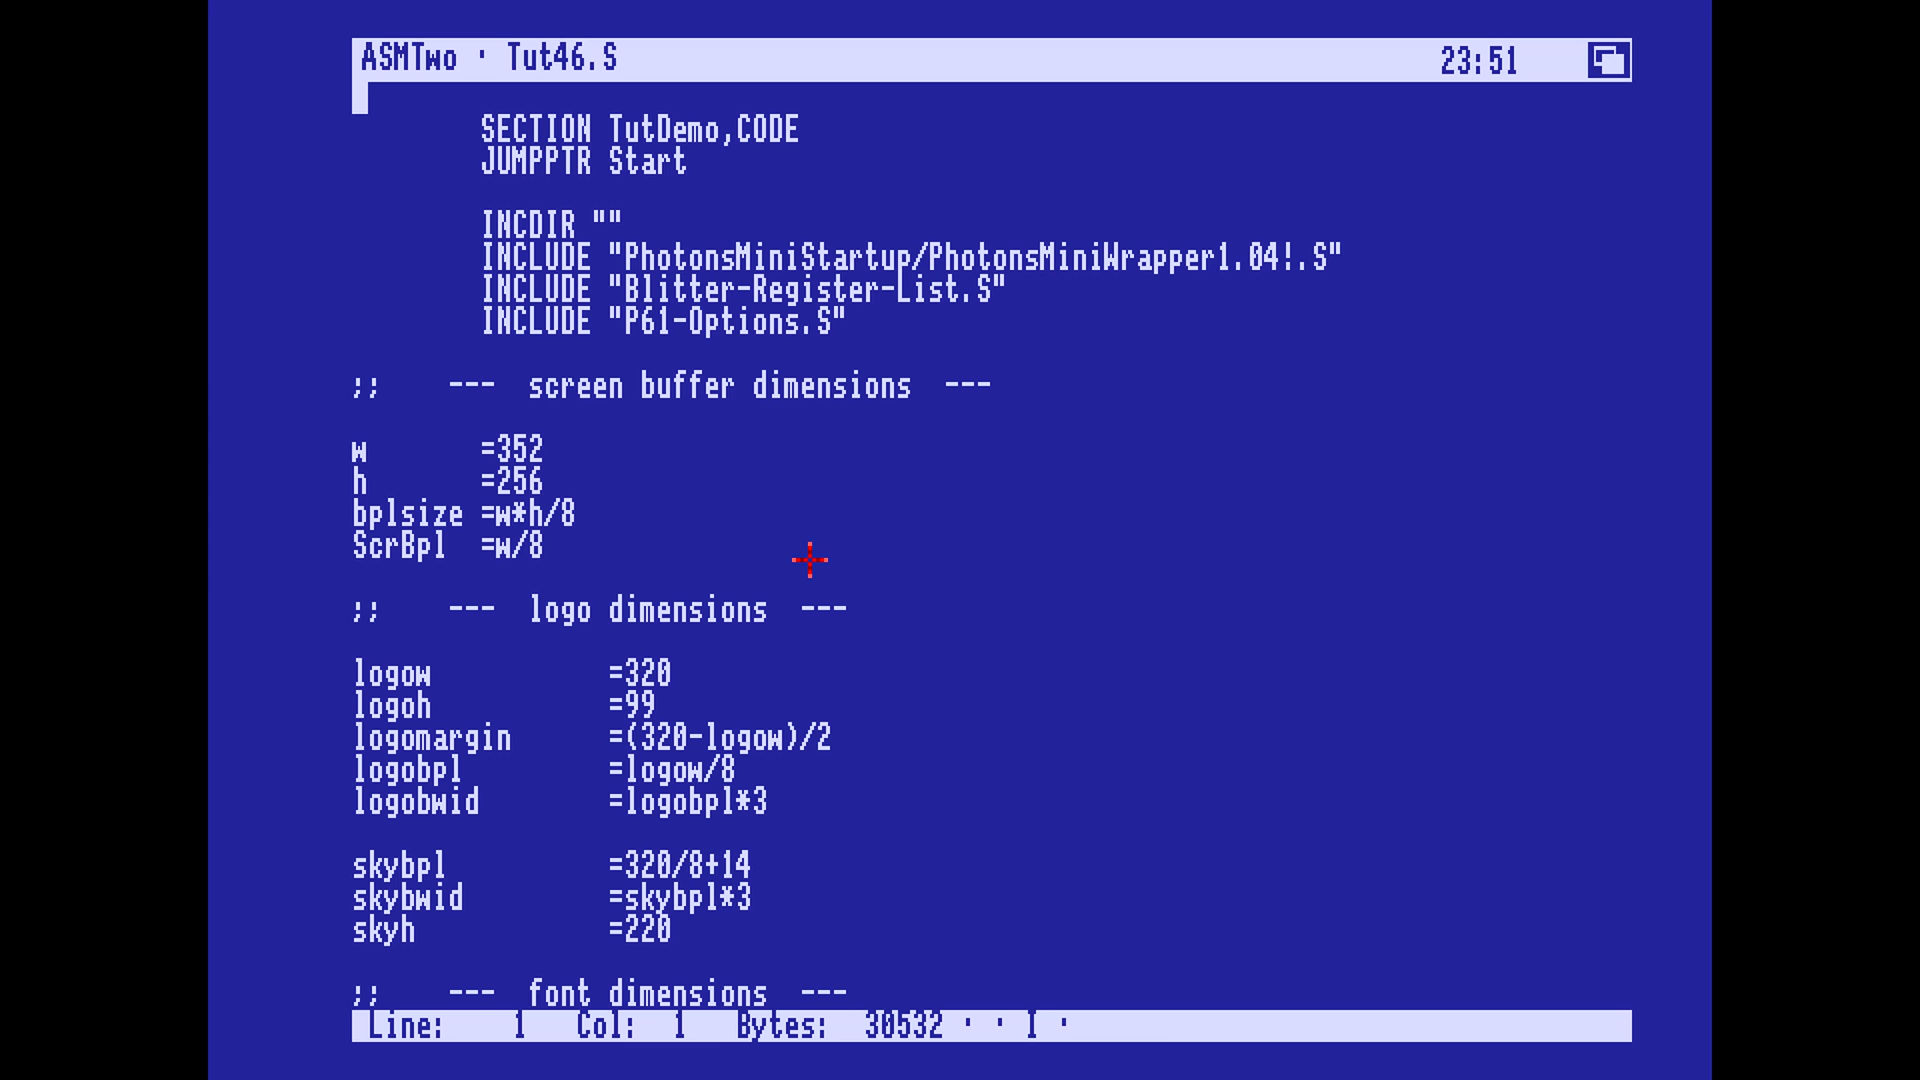 ASMTwo · Tut46.S 23:51
SECTION TutDemo,CODE
JUMPPTR Start
INCDIR ""
INCLUDE "PhotonsMiniStartup/PhotonsMiniWrapper1.04!.S"
INCLUDE "Blitter-Register-List.S"
INCLUDE "P61-Options.S"
;; --- screen buffer dimensions ---
w =352
h =256
bplsize =w*h/8
ScrBpl =w/8
;; --- logo dimensions ---
logow =320
logoh =99
logomargin =(320-logow)/2
logobpl =logow/8
logobwid =logobpl*3
skybpl =320/8+14
skybwid =skybpl*3
skyh =220
;; --- font dimensions ---
Line: 1 Col: 1 Bytes: 30532 · · I ·